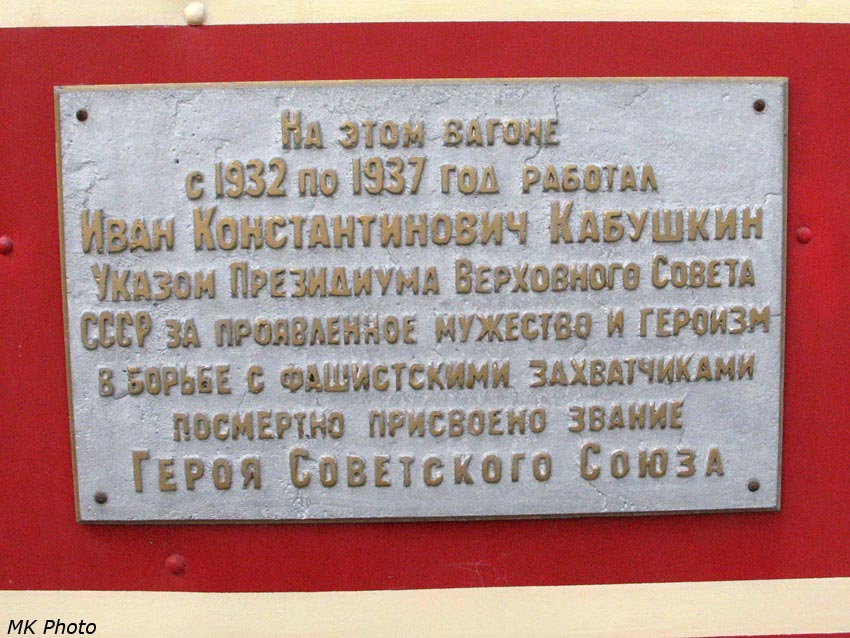 На этом вагоне
с 1932 по 1937 год работал
Иван Константинович Кабушкин
Указом Президиума Верховного Совета
СССР за проявленное мужество и героизм
в борьбе с фашистскими захватчиками
посмертно присвоено звание
Героя Советского Союза
MK Photo